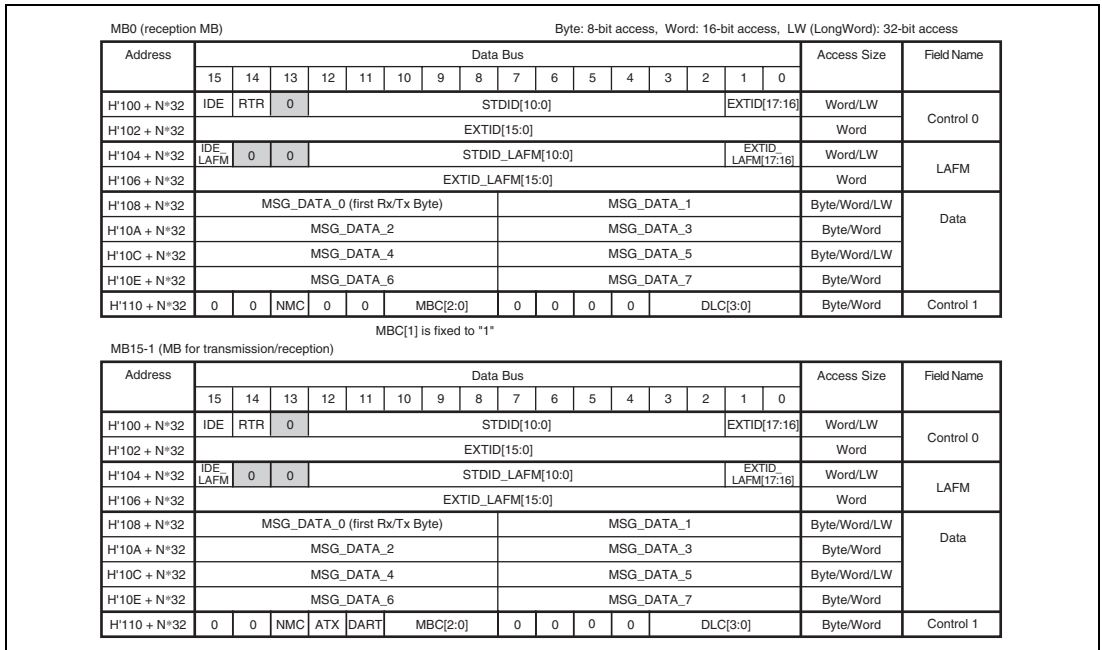 MB0 (reception MB) Byte: 8-bit access, Word: 16-bit access, LW (LongWord): 32-bit access
Address Data Bus Access Size Field Name
15 14 13 12 11 10 9 8 7 6 5 4 3 2 1 0
H'100 + N*32 IDE RTR 0 STDID[10:0] EXTID[17:16] Word/LW Control 0
H'102 + N*32 EXTID[15:0] Word
H'104 + N*32 IDE_LAFM 0 0 STDID_LAFM[10:0] EXTID_LAFM[17:16] Word/LW LAFM
H'106 + N*32 EXTID_LAFM[15:0] Word
H'108 + N*32 MSG_DATA_0 (first Rx/Tx Byte) MSG_DATA_1 Byte/Word/LW Data
H'10A + N*32 MSG_DATA_2 MSG_DATA_3 Byte/Word
H'10C + N*32 MSG_DATA_4 MSG_DATA_5 Byte/Word/LW
H'10E + N*32 MSG_DATA_6 MSG_DATA_7 Byte/Word
H'110 + N*32 0 0 NMC 0 0 MBC[2:0] 0 0 0 0 DLC[3:0] Byte/Word Control 1
MBC[1] is fixed to "1"
MB15-1 (MB for transmission/reception)
Address Data Bus Access Size Field Name
15 14 13 12 11 10 9 8 7 6 5 4 3 2 1 0
H'100 + N*32 IDE RTR 0 STDID[10:0] EXTID[17:16] Word/LW Control 0
H'102 + N*32 EXTID[15:0] Word
H'104 + N*32 IDE_LAFM 0 0 STDID_LAFM[10:0] EXTID_LAFM[17:16] Word/LW LAFM
H'106 + N*32 EXTID_LAFM[15:0] Word
H'108 + N*32 MSG_DATA_0 (first Rx/Tx Byte) MSG_DATA_1 Byte/Word/LW Data
H'10A + N*32 MSG_DATA_2 MSG_DATA_3 Byte/Word
H'10C + N*32 MSG_DATA_4 MSG_DATA_5 Byte/Word/LW
H'10E + N*32 MSG_DATA_6 MSG_DATA_7 Byte/Word
H'110 + N*32 0 0 NMC ATX DART MBC[2:0] 0 0 0 0 DLC[3:0] Byte/Word Control 1